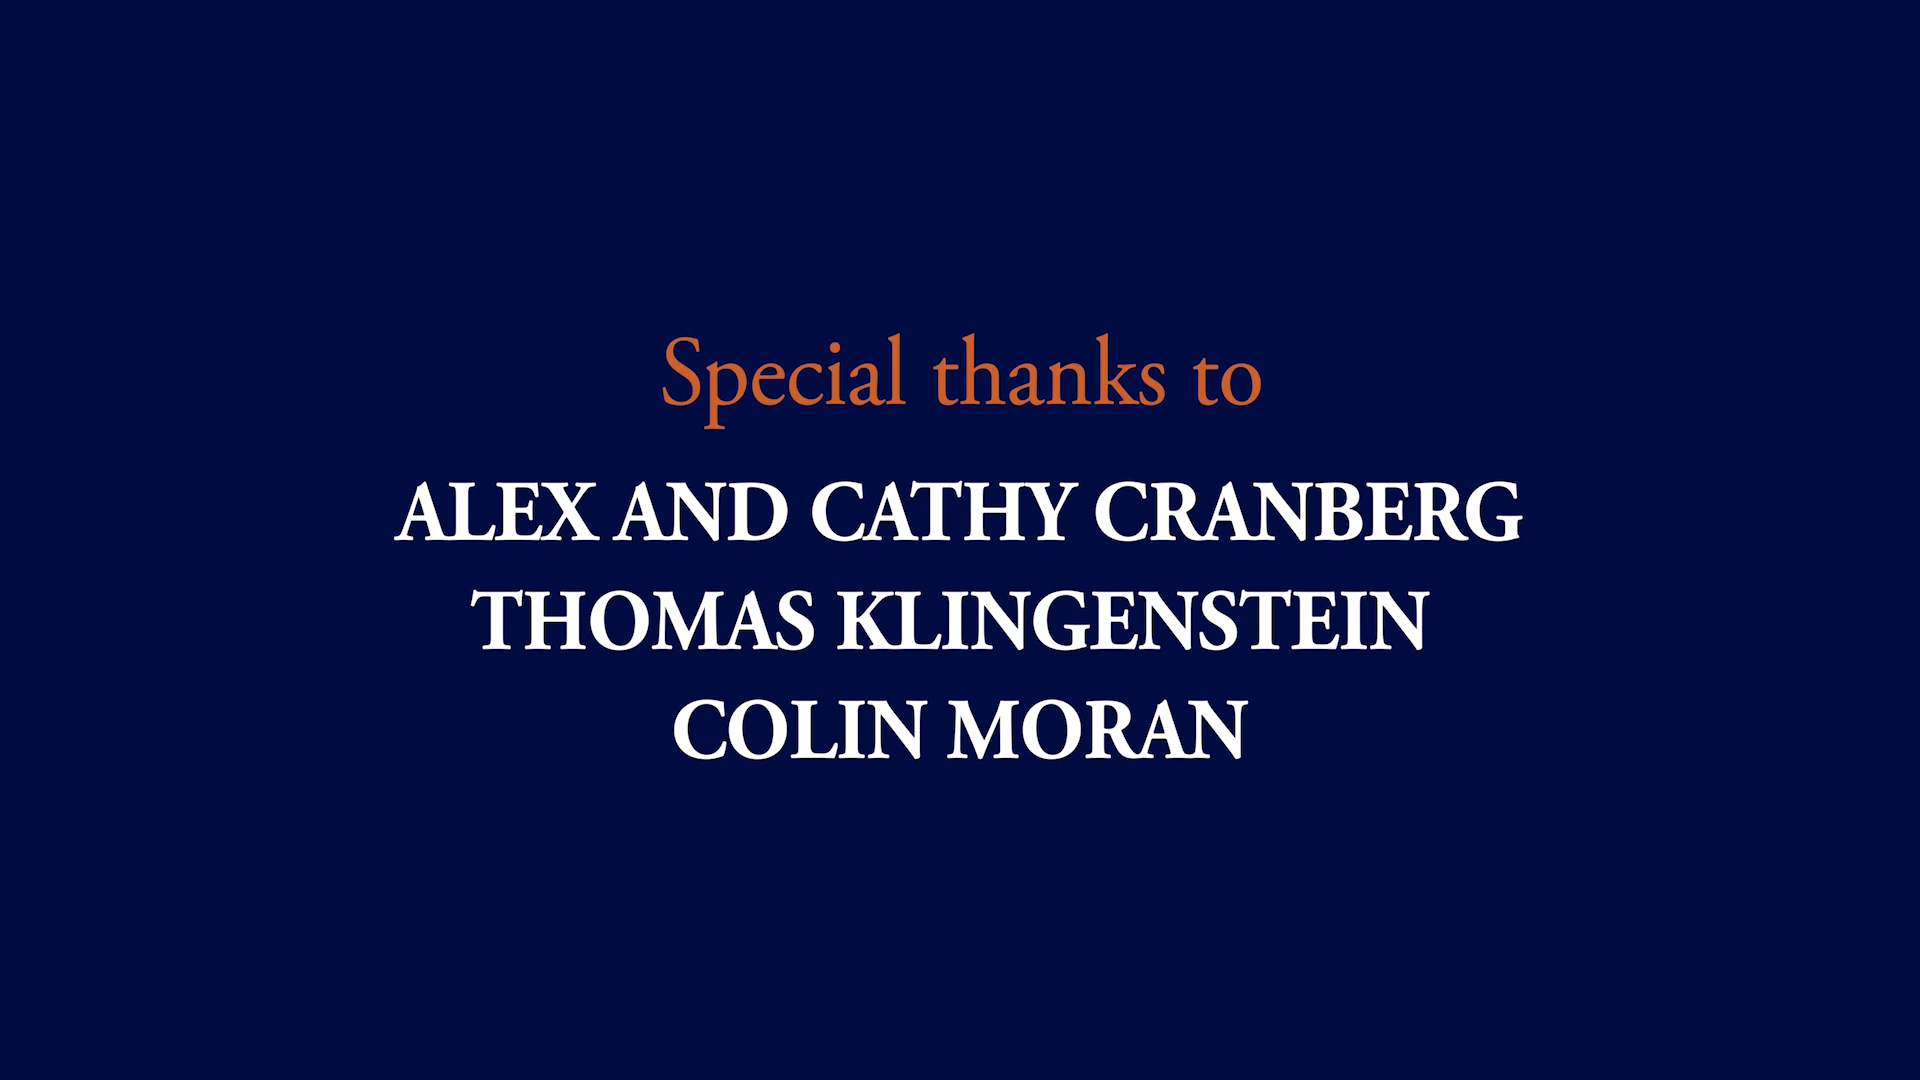 Special thanks to
ALEX AND CATHY CRANBERG
THOMAS KLINGENSTEIN
COLIN MORAN